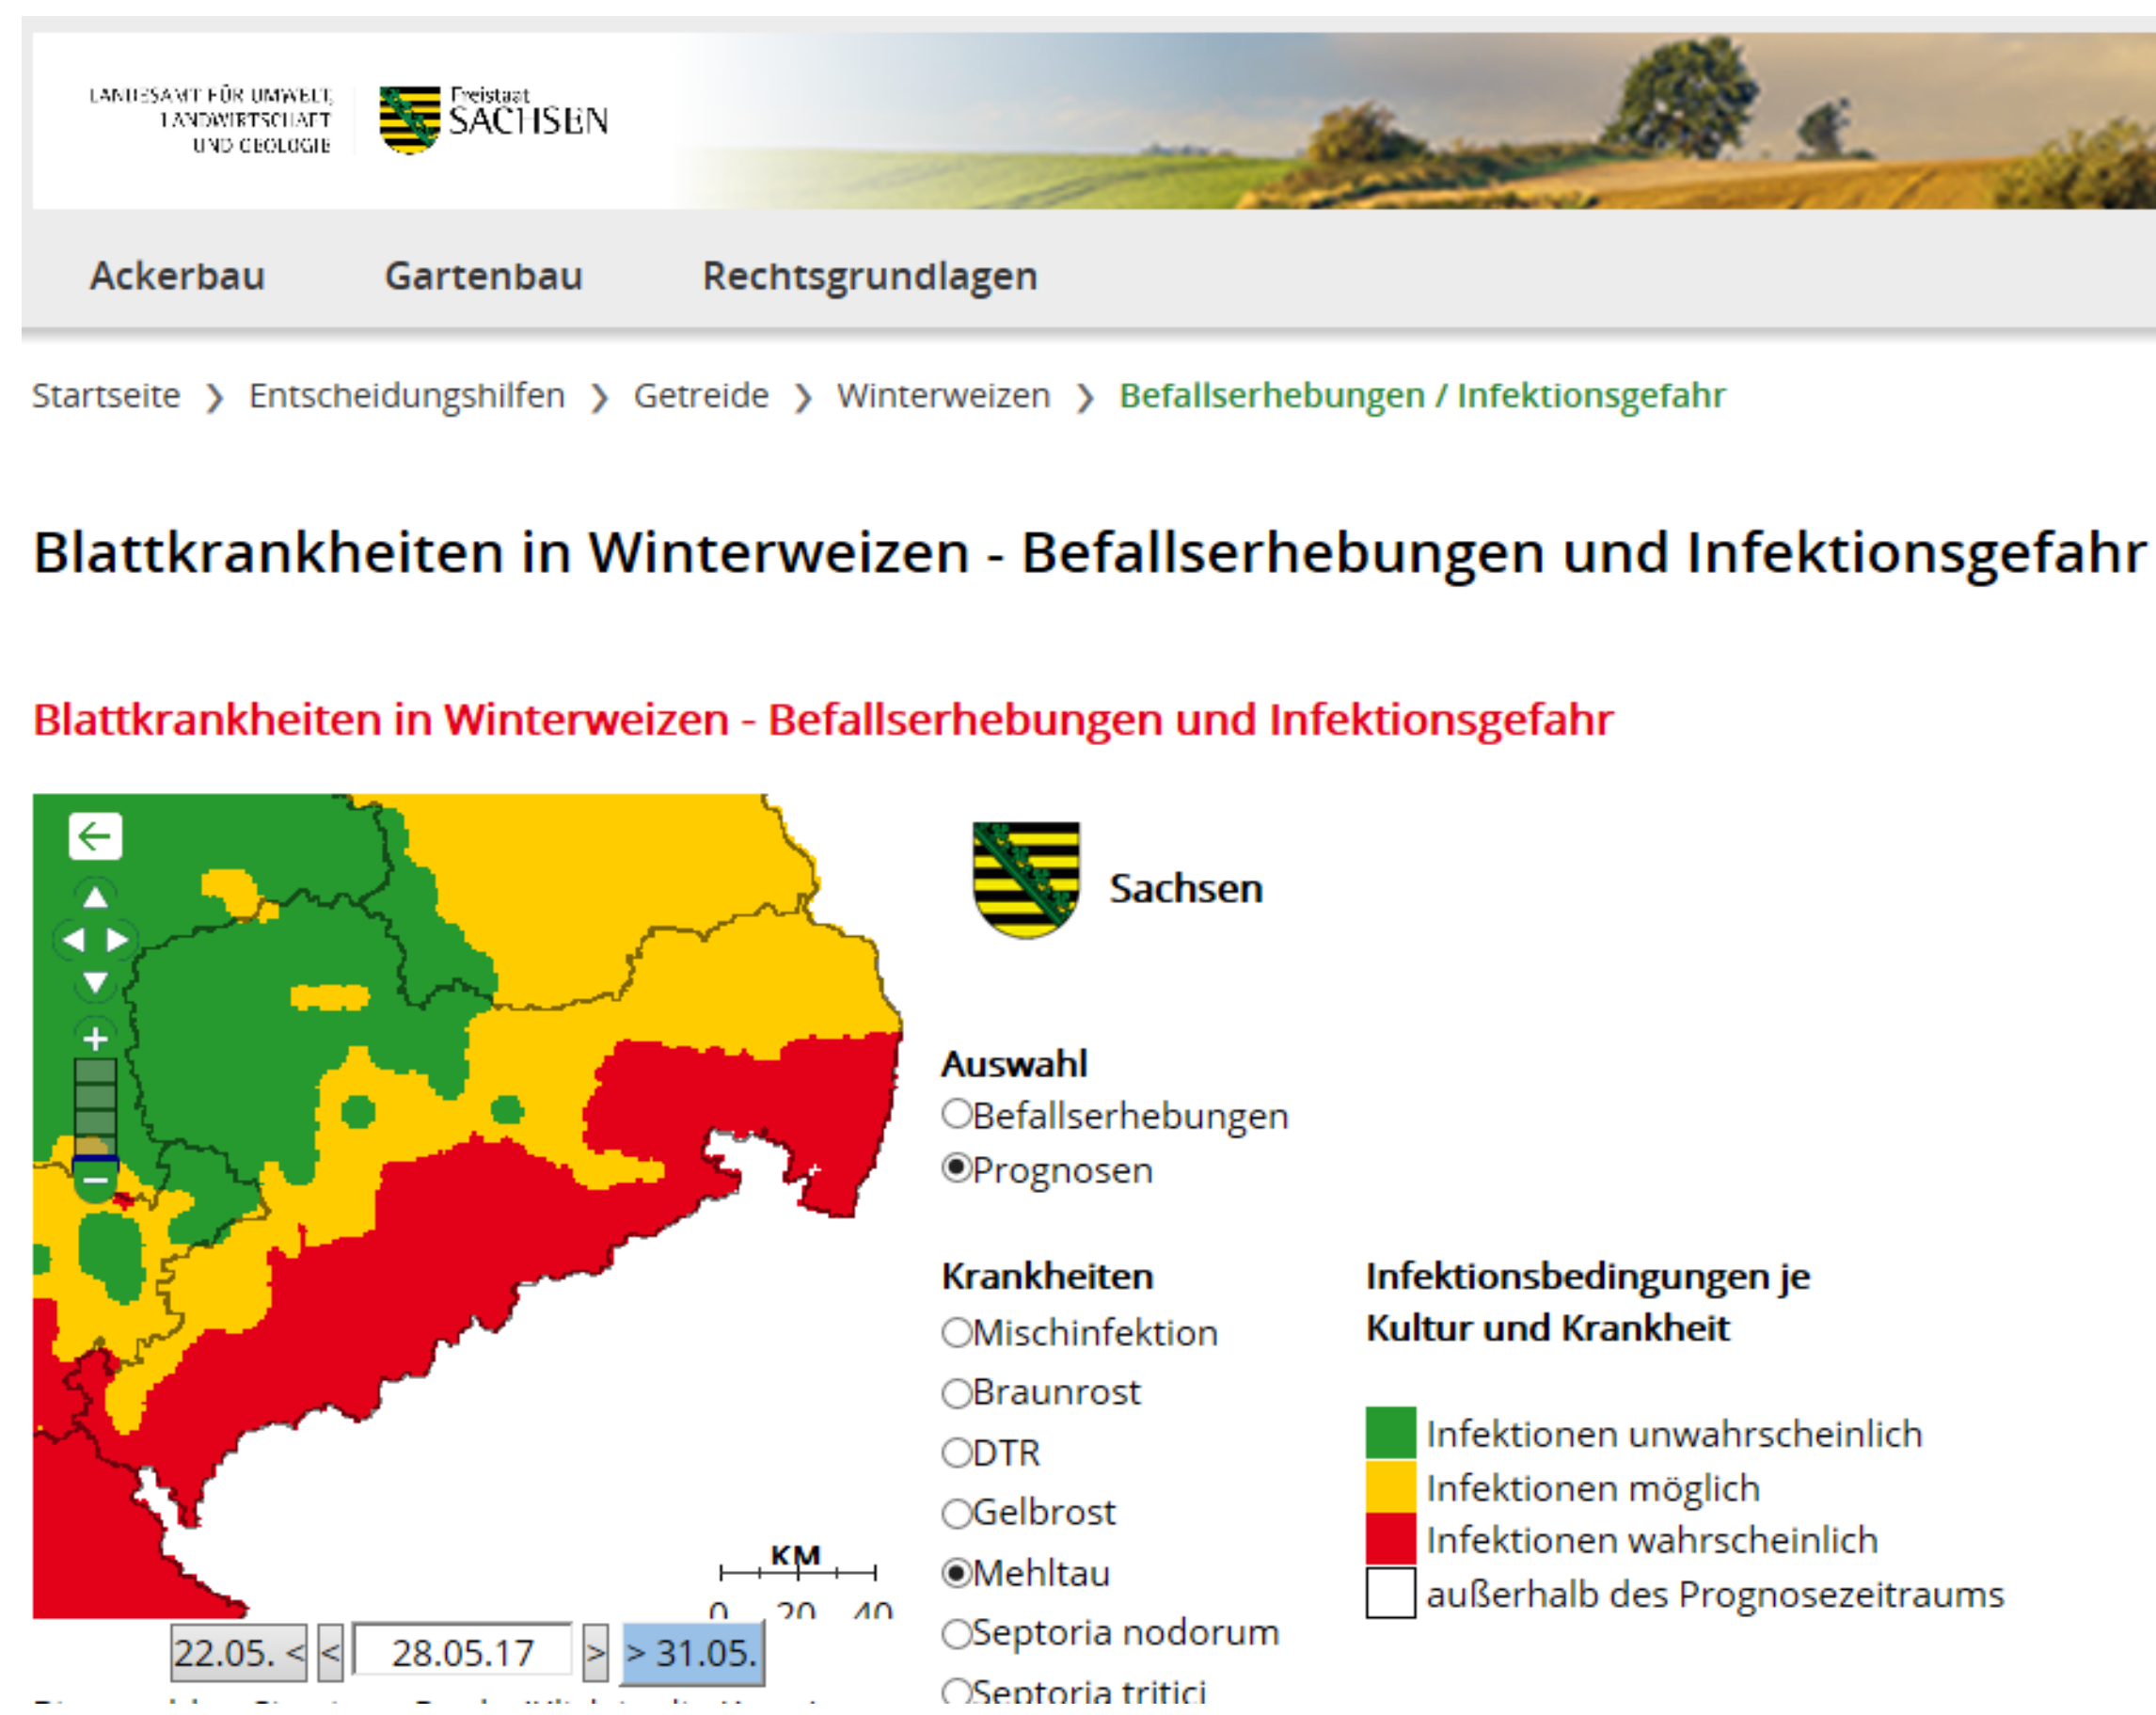 LANDESAMT FÜR UMWELT,
LANDWIRTSCHAFT
UND GEOLOGIE
Freistaat
SACHSEN
Ackerbau Gartenbau Rechtsgrundlagen
Startseite ❯ Entscheidungshilfen ❯ Getreide ❯ Winterweizen ❯ Befallserhebungen / Infektionsgefahr
Blattkrankheiten in Winterweizen - Befallserhebungen und Infektionsgefahr
Blattkrankheiten in Winterweizen - Befallserhebungen und Infektionsgefahr
Sachsen
Auswahl
Befallserhebungen
Prognosen
Krankheiten
Mischinfektion
Braunrost
DTR
Gelbrost
Mehltau
Septoria nodorum
Septoria tritici
Infektionsbedingungen je
Kultur und Krankheit
Infektionen unwahrscheinlich
Infektionen möglich
Infektionen wahrscheinlich
außerhalb des Prognosezeitraums
KM
0 20 40
22.05. < < 28.05.17 > > 31.05.